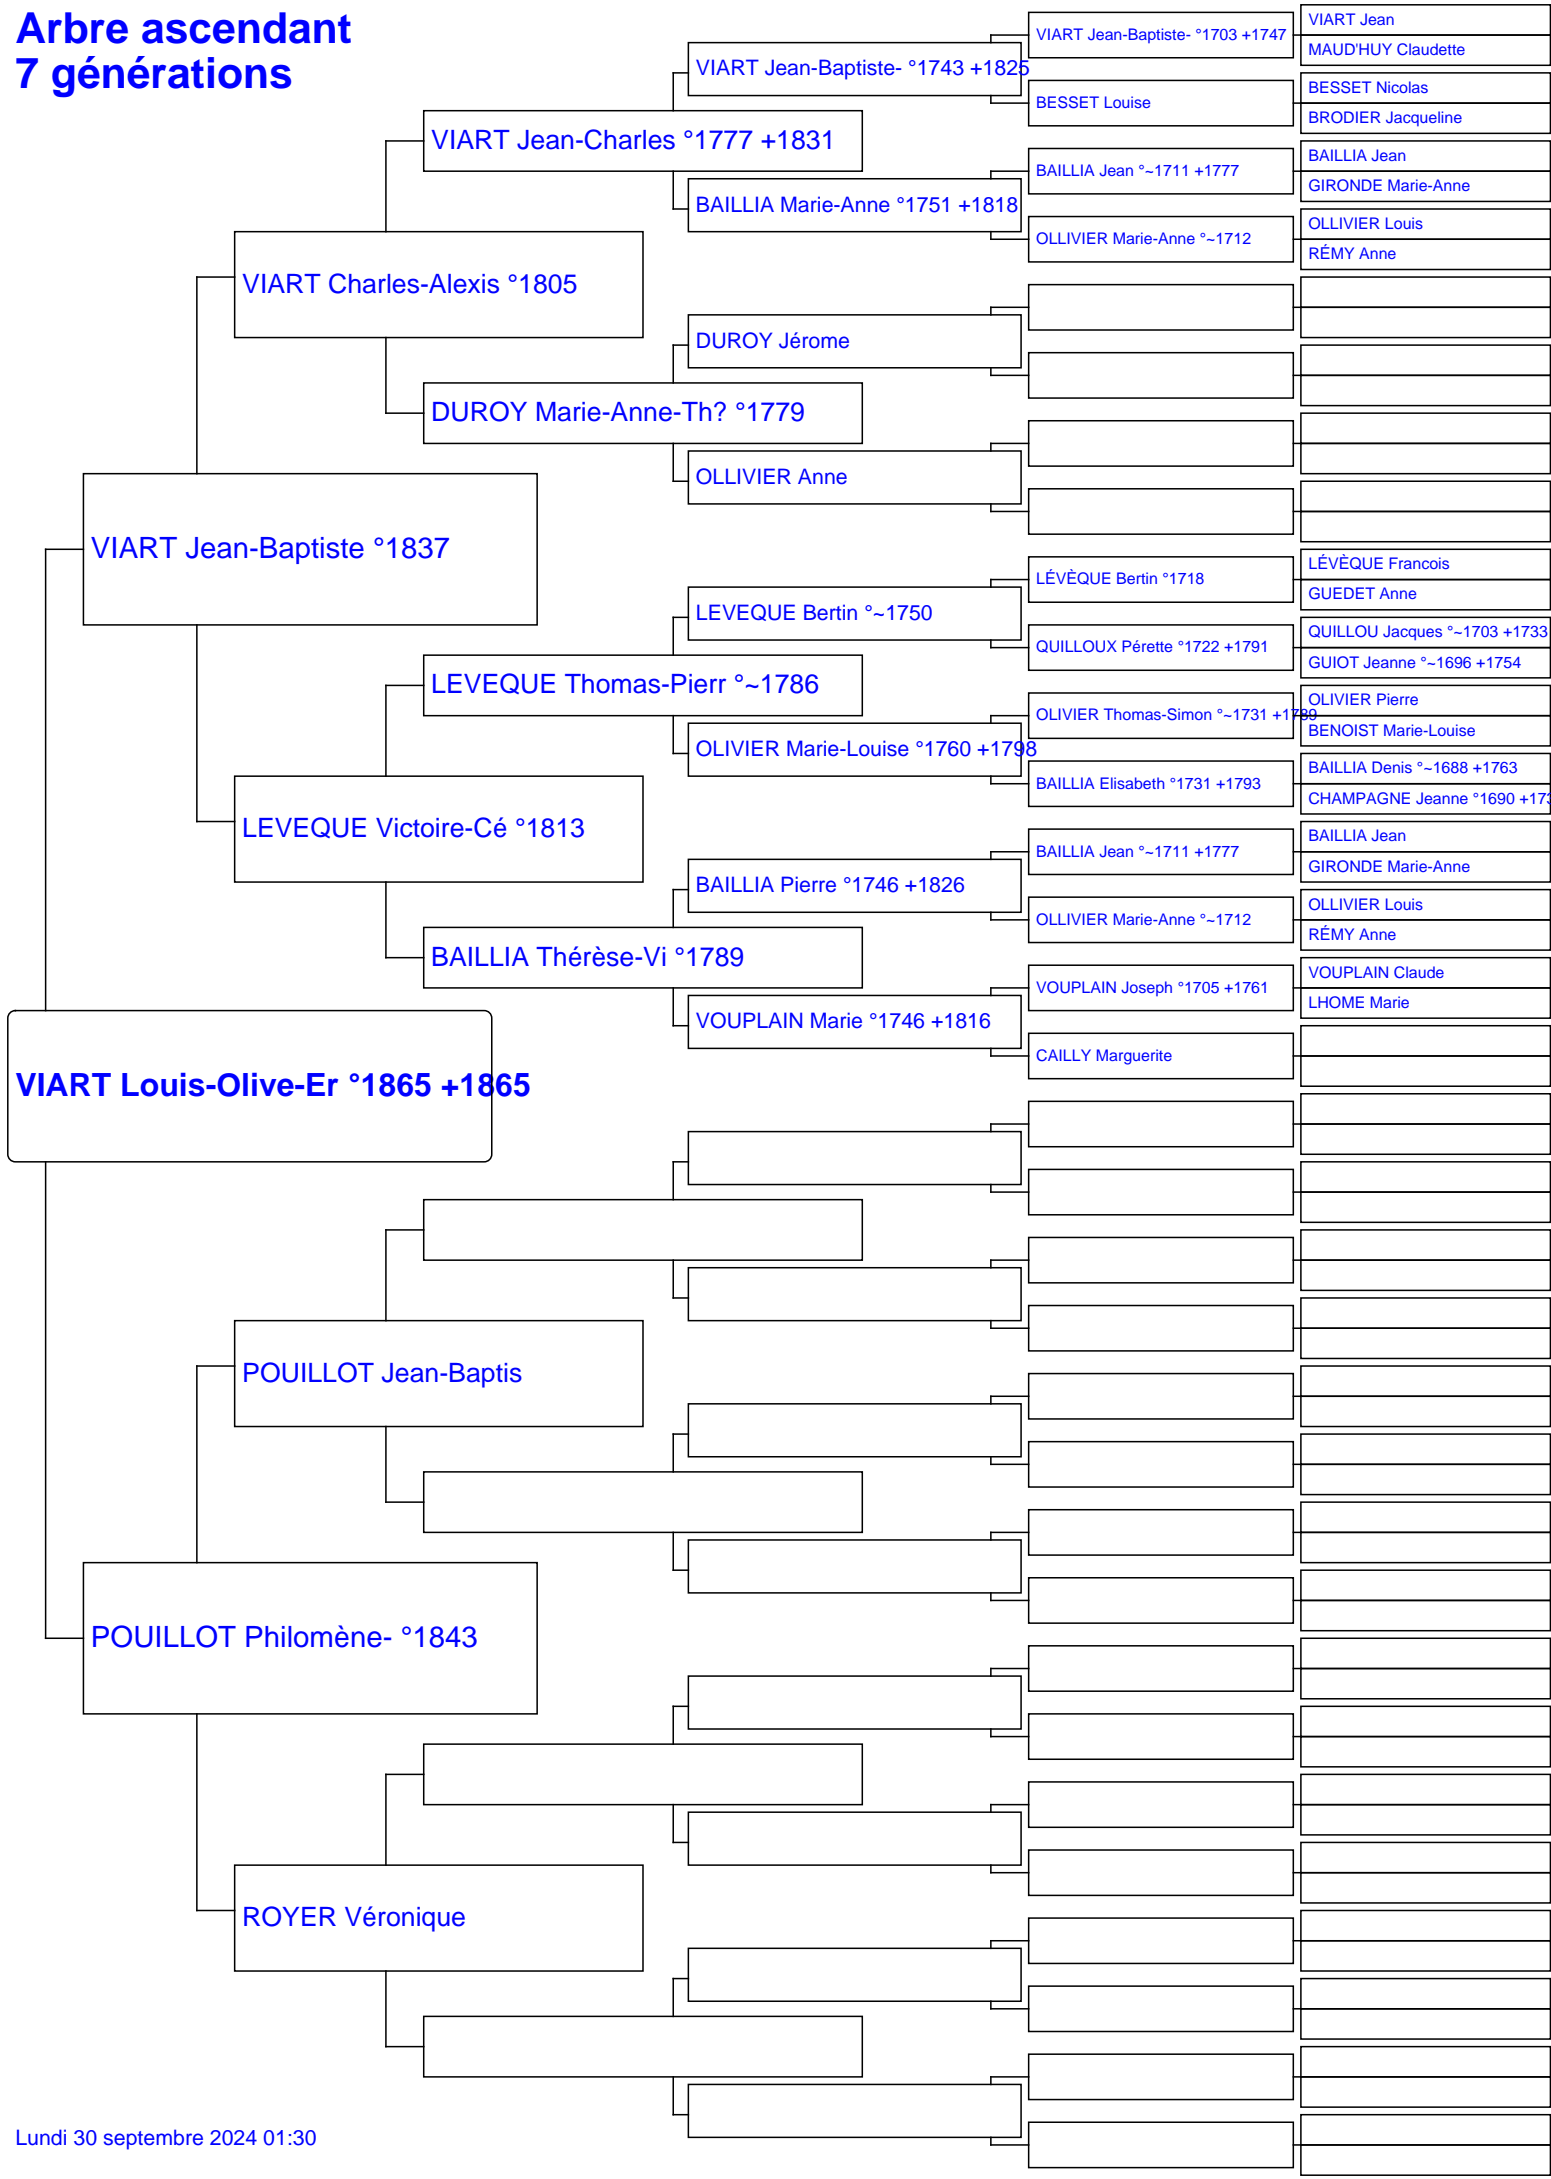 Arbre ascendant
7 générations
VIART Louis-Olive-Er °1865 +1865
VIART Jean-Baptiste °1837
POUILLOT Philomène- °1843
VIART Charles-Alexis °1805
LEVEQUE Victoire-Cé °1813
POUILLOT Jean-Baptis
ROYER Véronique
VIART Jean-Charles °1777 +1831
DUROY Marie-Anne-Th? °1779
LEVEQUE Thomas-Pierr °~1786
BAILLIA Thérèse-Vi °1789
VIART Jean-Baptiste- °1743 +1825
BAILLIA Marie-Anne °1751 +1818
DUROY Jérome
OLLIVIER Anne
LEVEQUE Bertin °~1750
OLIVIER Marie-Louise °1760 +1798
BAILLIA Pierre °1746 +1826
VOUPLAIN Marie °1746 +1816
VIART Jean-Baptiste- °1703 +1747
BESSET Louise
BAILLIA Jean °~1711 +1777
OLLIVIER Marie-Anne °~1712
LÉVÈQUE Bertin °1718
QUILLOUX Pérette °1722 +1791
OLIVIER Thomas-Simon °~1731 +1789
BAILLIA Elisabeth °1731 +1793
BAILLIA Jean °~1711 +1777
OLLIVIER Marie-Anne °~1712
VOUPLAIN Joseph °1705 +1761
CAILLY Marguerite
VIART Jean
MAUD'HUY Claudette
BESSET Nicolas
BRODIER Jacqueline
BAILLIA Jean
GIRONDE Marie-Anne
OLLIVIER Louis
RÉMY Anne
LÉVÈQUE Francois
GUEDET Anne
QUILLOU Jacques °~1703 +1733
GUIOT Jeanne °~1696 +1754
OLIVIER Pierre
BENOIST Marie-Louise
BAILLIA Denis °~1688 +1763
CHAMPAGNE Jeanne °1690
BAILLIA Jean
GIRONDE Marie-Anne
OLLIVIER Louis
RÉMY Anne
VOUPLAIN Claude
LHOME Marie
Lundi 30 septembre 2024 01:30